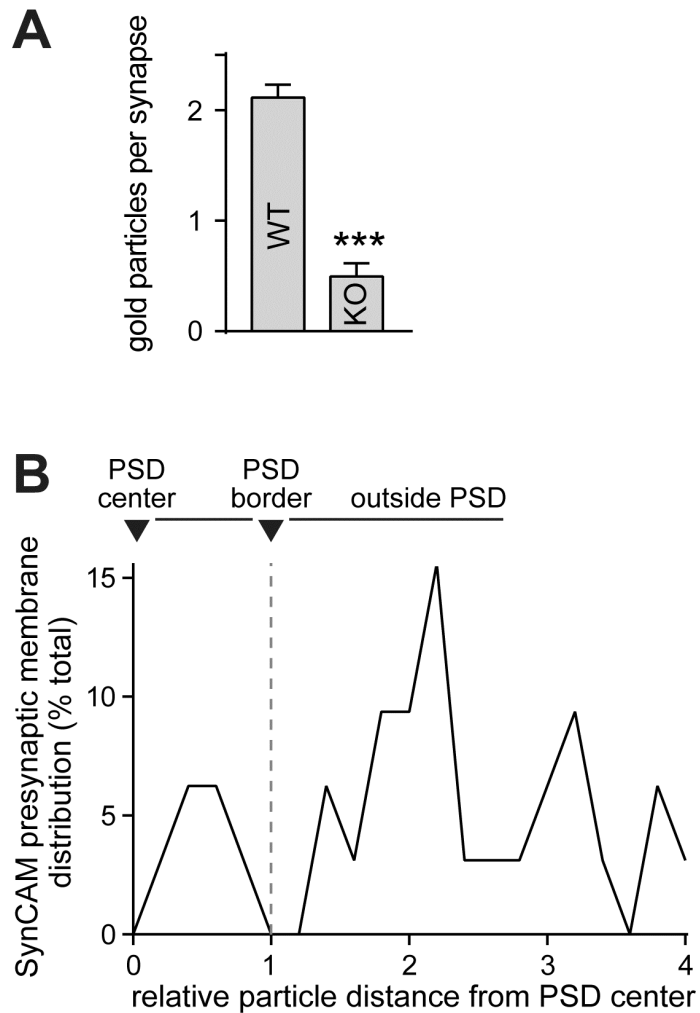 A
gold particles per synapse
2
1
0
WT
***
KO
B
PSD
center
PSD
border
outside PSD
SynCAM presynaptic membrane
distribution (% total)
15
10
5
0
0 1 2 3 4
relative particle distance from PSD center